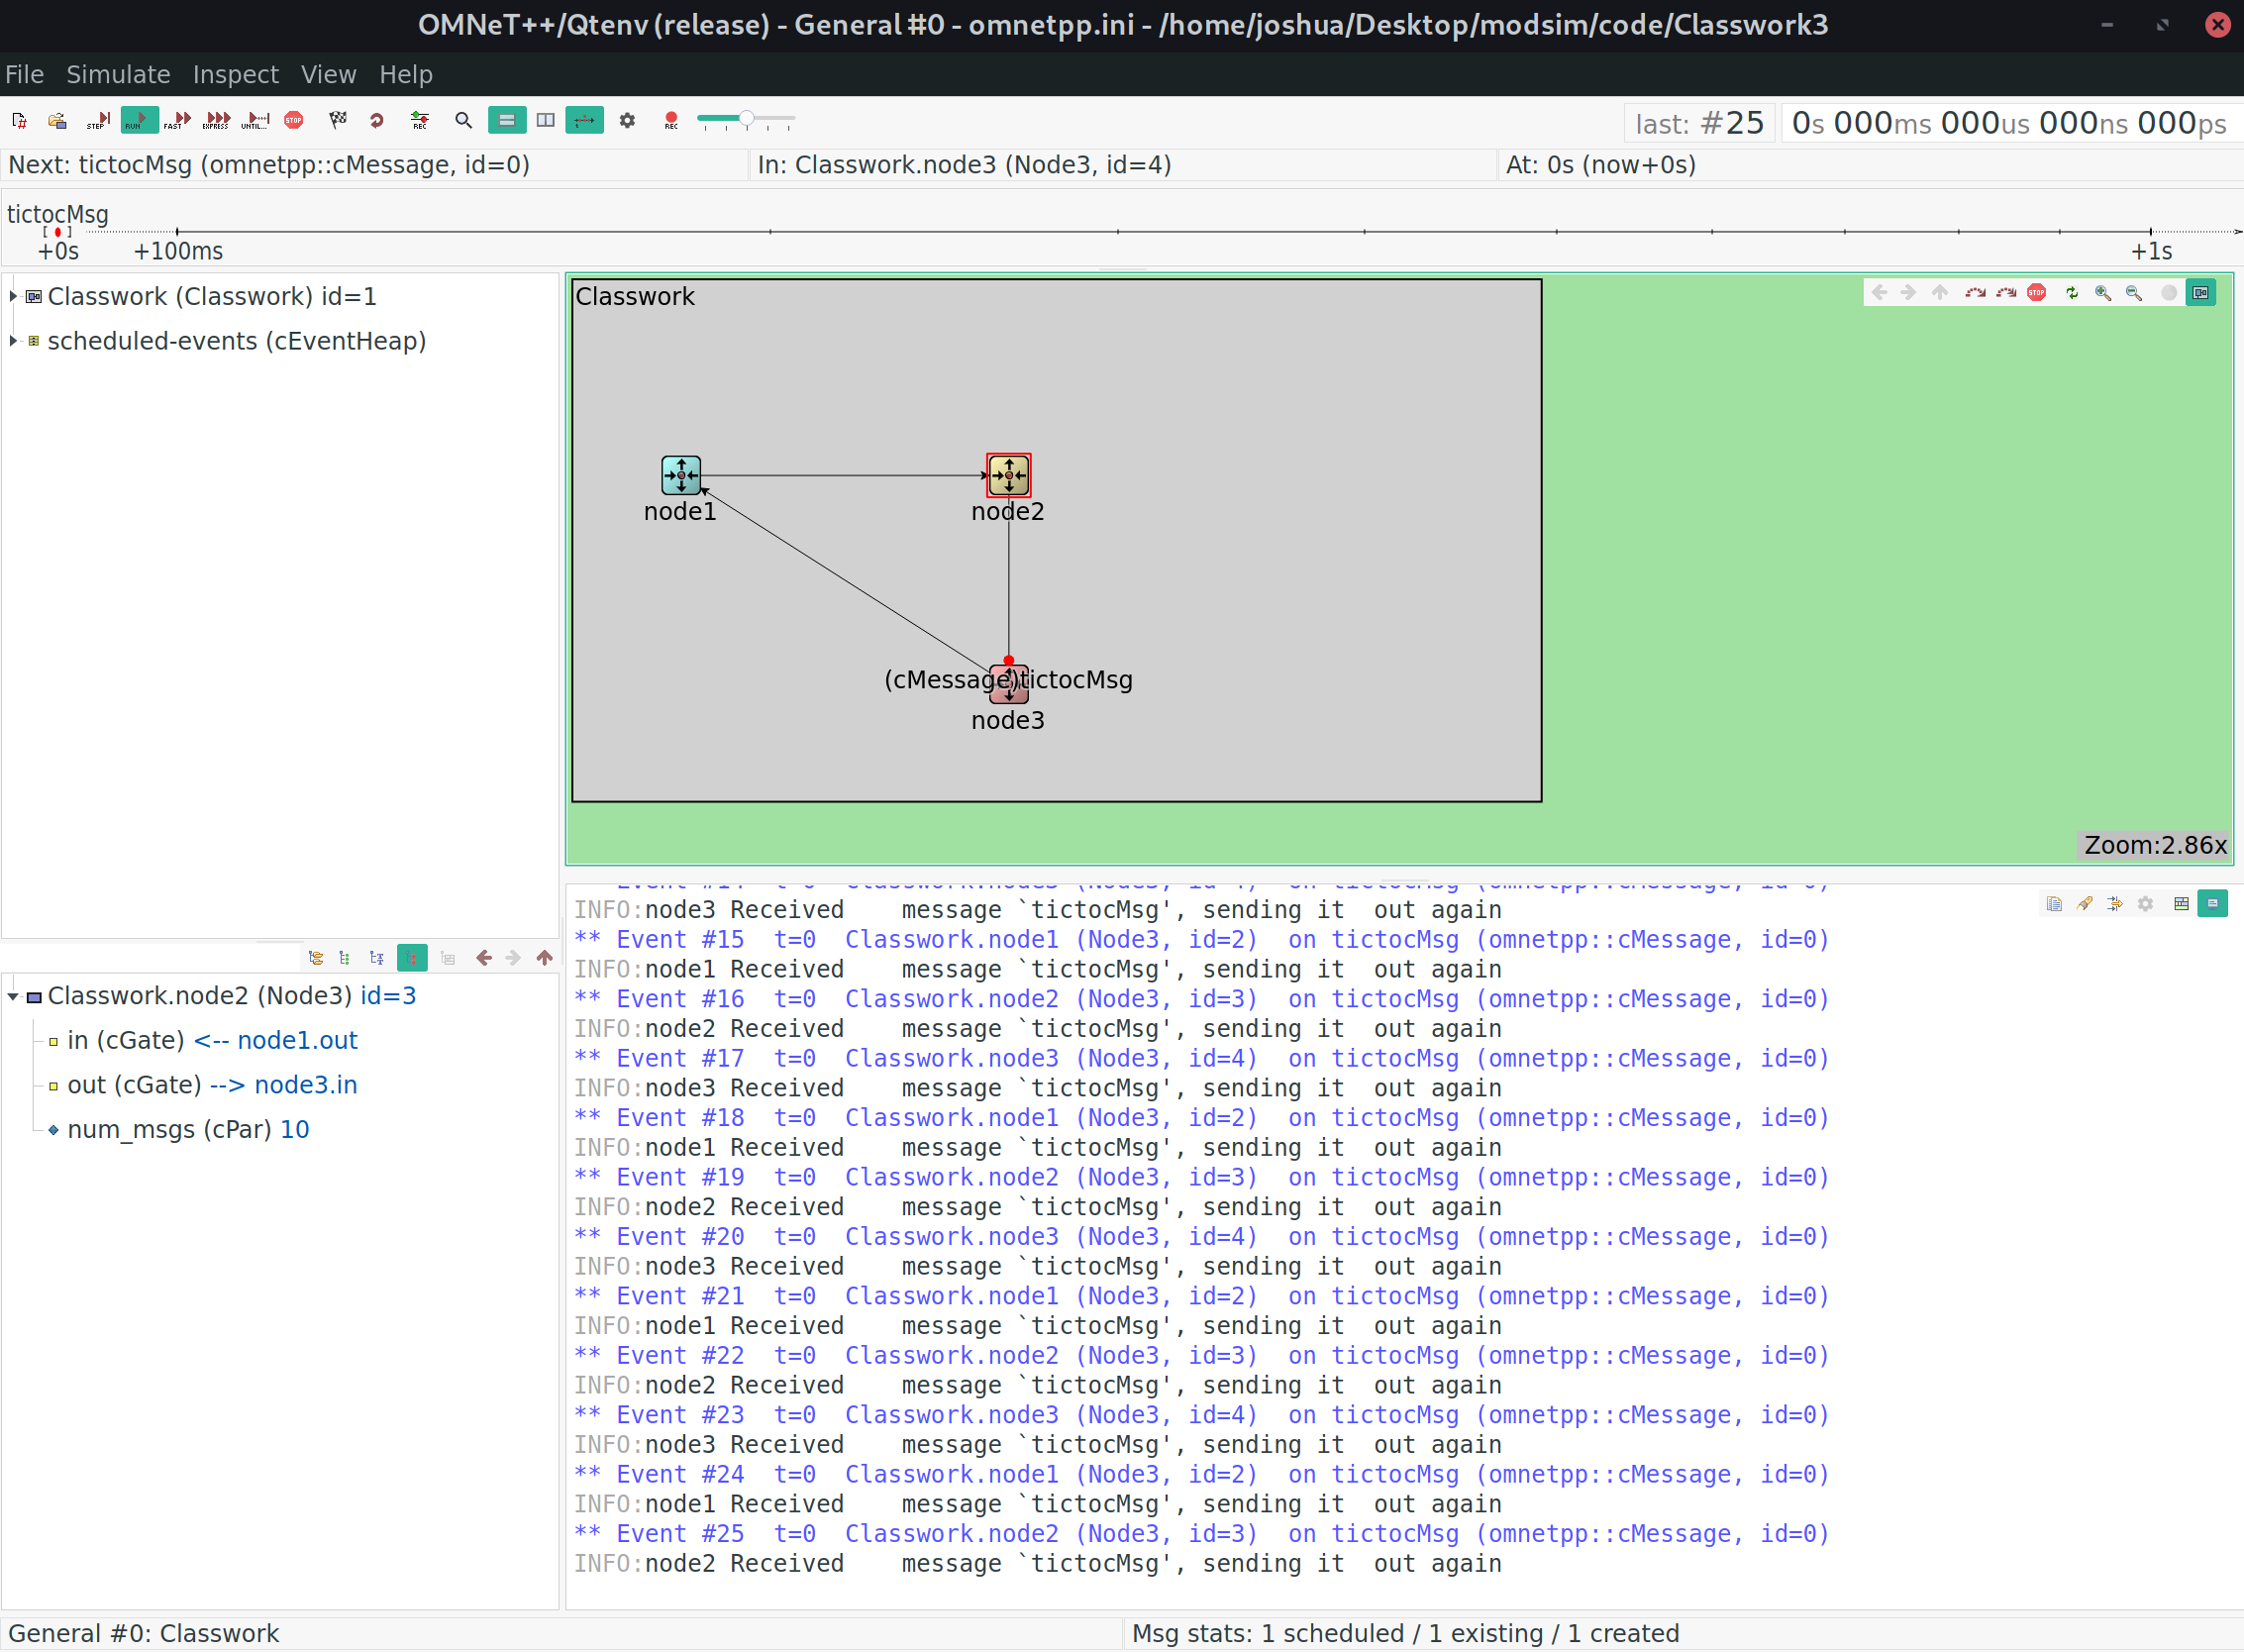 OMNeT++/Qtenv (release) - General #0 - omnetpp.ini - /home/joshua/Desktop/modsim/code/Classwork3
File Simulate Inspect View Help
STEP RUN FAST EXPRESS UNTIL... STOP REC REC last: #25 0s 000ms 000us 000ns 000ps
Next: tictocMsg (omnetpp::cMessage, id=0) In: Classwork.node3 (Node3, id=4) At: 0s (now+0s)
tictocMsg
+0s +100ms +1s
Classwork (Classwork) id=1
scheduled-events (cEventHeap)
Classwork
STOP
node1 node2
(cMessage)tictocMsg
node3
Zoom:2.86x
Classwork.node2 (Node3) id=3
in (cGate) <-- node1.out
out (cGate) --> node3.in
num_msgs (cPar) 10
** Event #14 t=0 Classwork.node3 (Node3, id=4) on tictocMsg (omnetpp::cMessage, id=0)
INFO:node3 Received message `tictocMsg', sending it out again
** Event #15 t=0 Classwork.node1 (Node3, id=2) on tictocMsg (omnetpp::cMessage, id=0)
INFO:node1 Received message `tictocMsg', sending it out again
** Event #16 t=0 Classwork.node2 (Node3, id=3) on tictocMsg (omnetpp::cMessage, id=0)
INFO:node2 Received message `tictocMsg', sending it out again
** Event #17 t=0 Classwork.node3 (Node3, id=4) on tictocMsg (omnetpp::cMessage, id=0)
INFO:node3 Received message `tictocMsg', sending it out again
** Event #18 t=0 Classwork.node1 (Node3, id=2) on tictocMsg (omnetpp::cMessage, id=0)
INFO:node1 Received message `tictocMsg', sending it out again
** Event #19 t=0 Classwork.node2 (Node3, id=3) on tictocMsg (omnetpp::cMessage, id=0)
INFO:node2 Received message `tictocMsg', sending it out again
** Event #20 t=0 Classwork.node3 (Node3, id=4) on tictocMsg (omnetpp::cMessage, id=0)
INFO:node3 Received message `tictocMsg', sending it out again
** Event #21 t=0 Classwork.node1 (Node3, id=2) on tictocMsg (omnetpp::cMessage, id=0)
INFO:node1 Received message `tictocMsg', sending it out again
** Event #22 t=0 Classwork.node2 (Node3, id=3) on tictocMsg (omnetpp::cMessage, id=0)
INFO:node2 Received message `tictocMsg', sending it out again
** Event #23 t=0 Classwork.node3 (Node3, id=4) on tictocMsg (omnetpp::cMessage, id=0)
INFO:node3 Received message `tictocMsg', sending it out again
** Event #24 t=0 Classwork.node1 (Node3, id=2) on tictocMsg (omnetpp::cMessage, id=0)
INFO:node1 Received message `tictocMsg', sending it out again
** Event #25 t=0 Classwork.node2 (Node3, id=3) on tictocMsg (omnetpp::cMessage, id=0)
INFO:node2 Received message `tictocMsg', sending it out again
General #0: Classwork Msg stats: 1 scheduled / 1 existing / 1 created